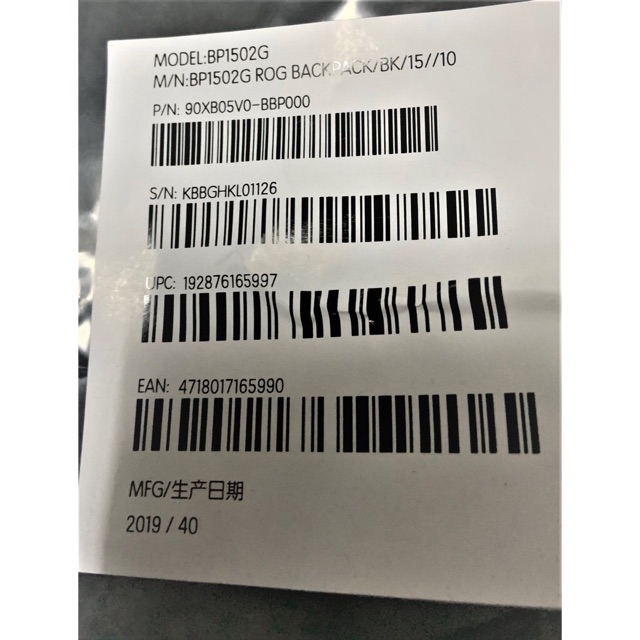 MODEL:BP1502G
M/N:BP1502G ROG BACKPACK/BK/15//10
P/N: 90XB05V0-BBP000
S/N: KBBGHKL01126
UPC: 192876165997
EAN: 4718017165990
MFG/生产日期
2019 / 40